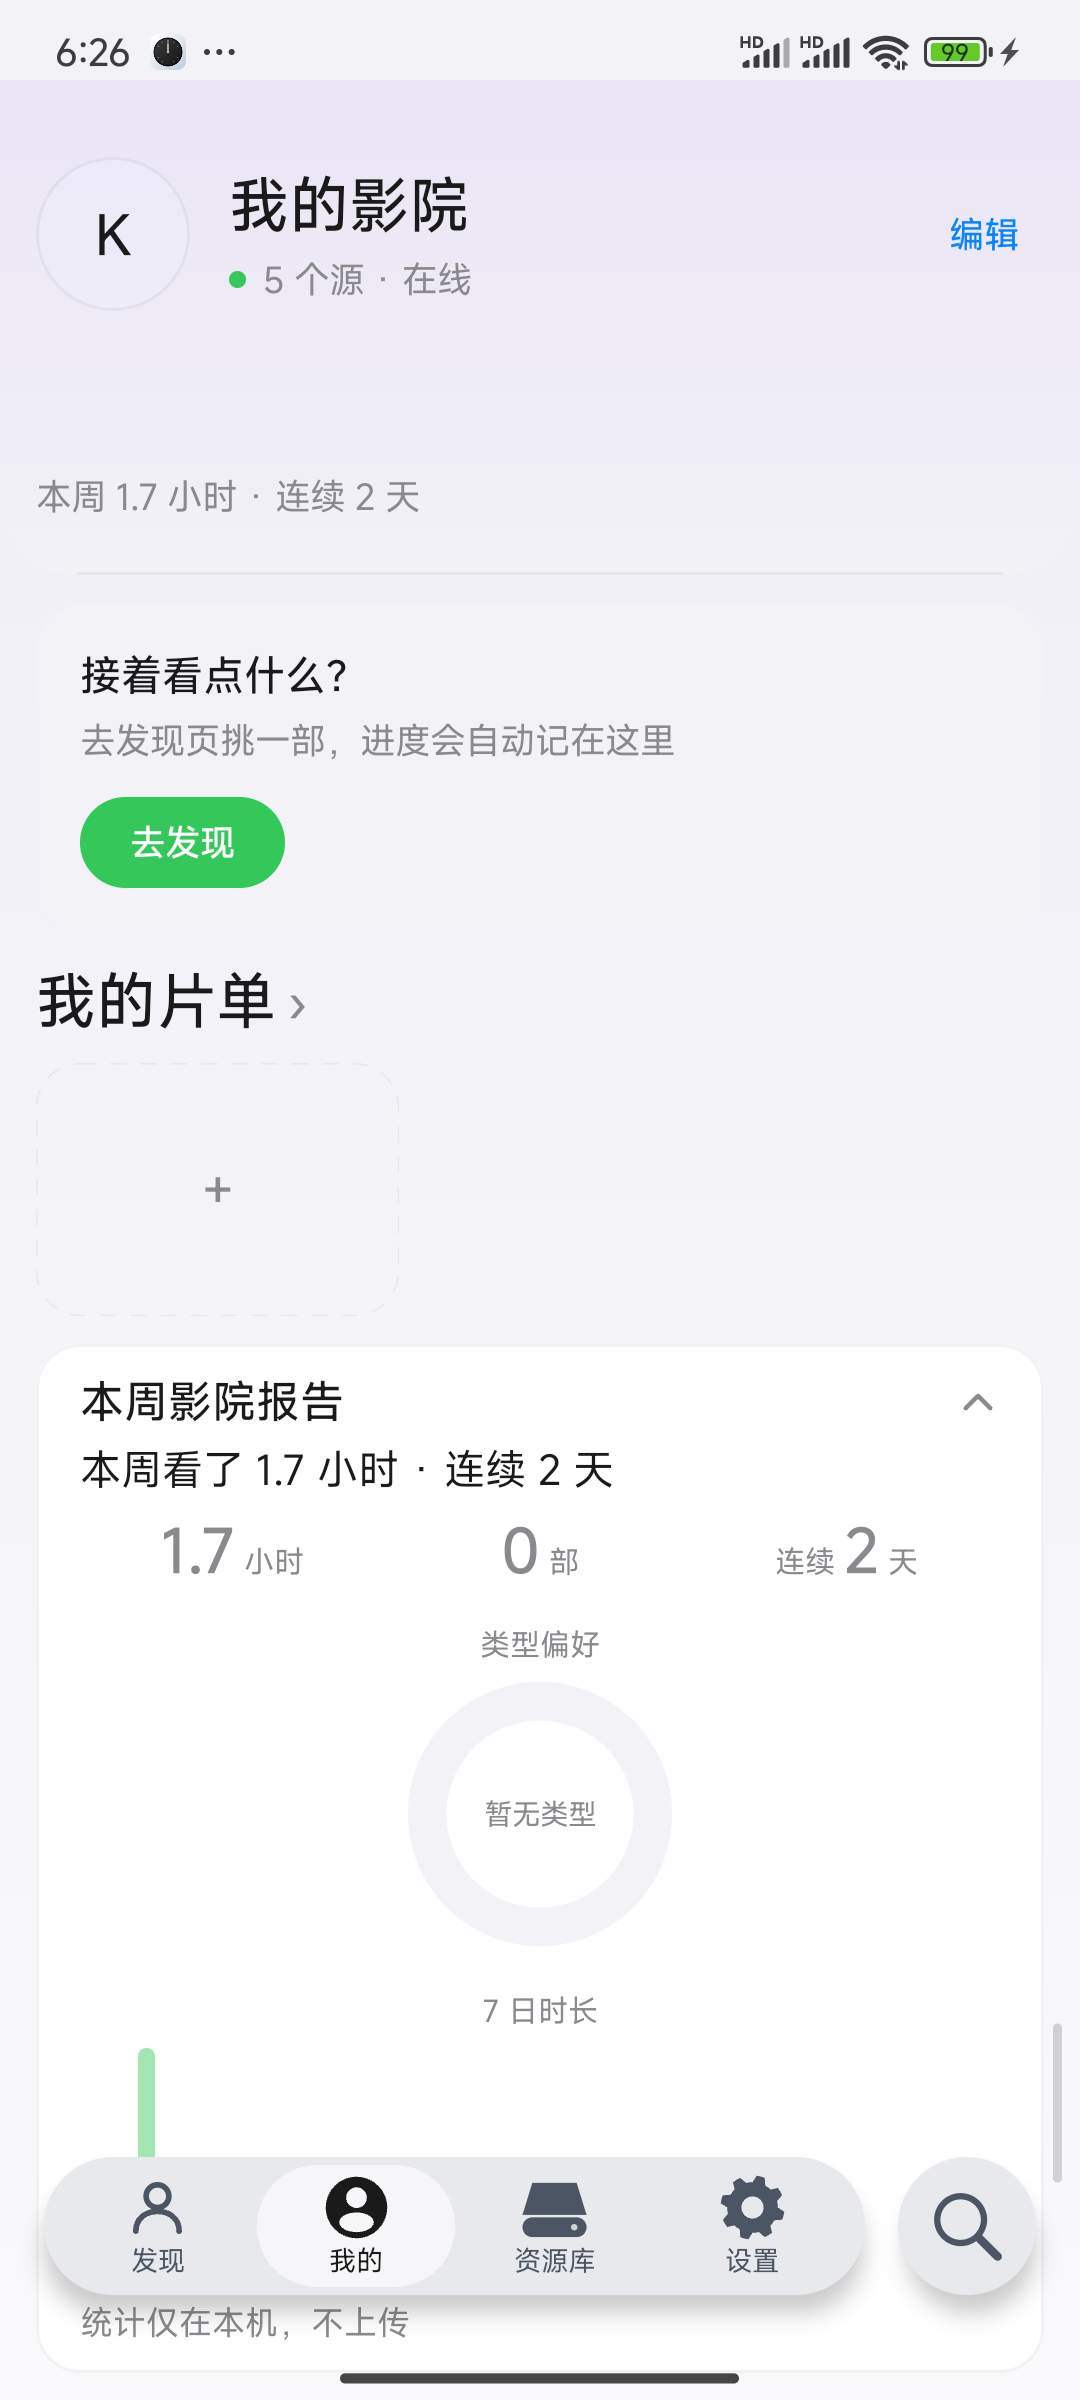 6:26
HD HD 99
K
我的影院
5 个源 · 在线
编辑
本周 1.7 小时 · 连续 2 天
接着看点什么？
去发现页挑一部，进度会自动记在这里
去发现
我的片单 ›
+
本周影院报告
本周看了 1.7 小时 · 连续 2 天
1.7 小时 0 部 连续 2 天
类型偏好
暂无类型
7 日时长
发现 我的 资源库 设置
统计仅在本机，不上传